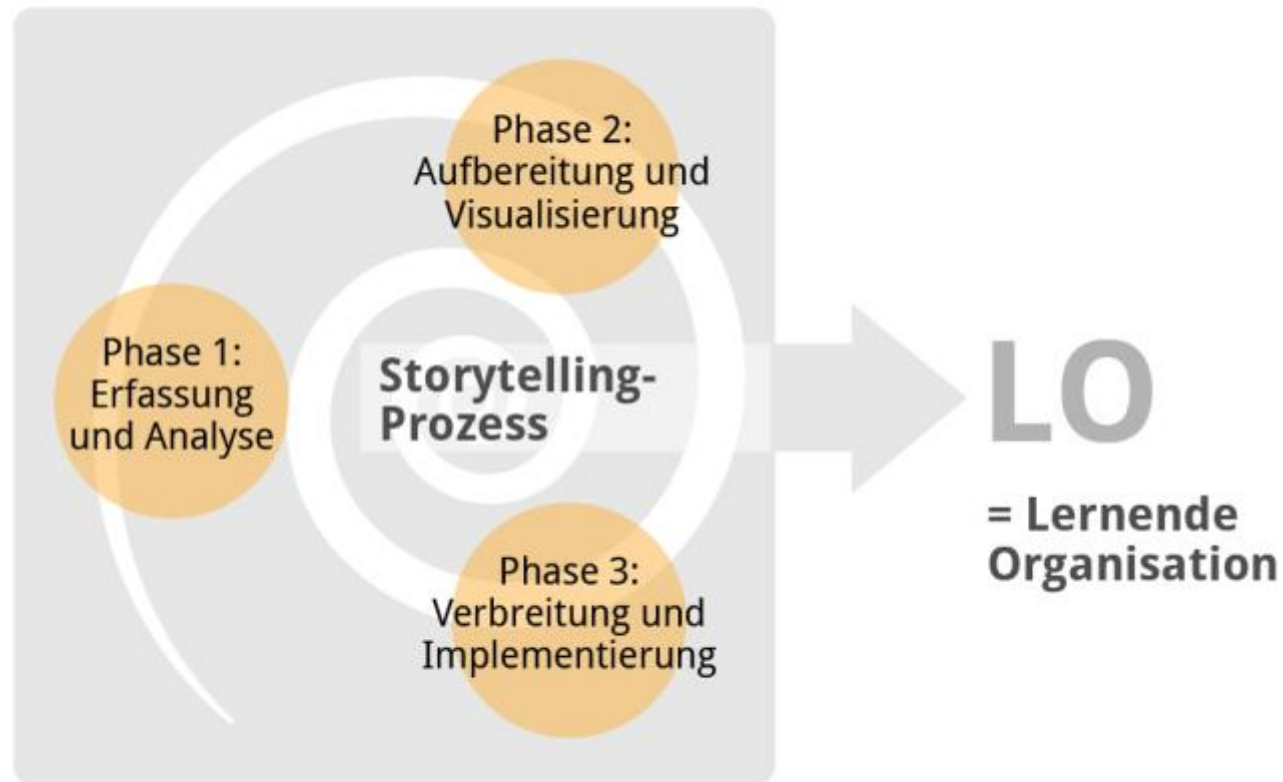 Phase 1:
Erfassung
und Analyse
Phase 2:
Aufbereitung und
Visualisierung
Phase 3:
Verbreitung und
Implementierung
Storytelling-
Prozess
LO
= Lernende
Organisation